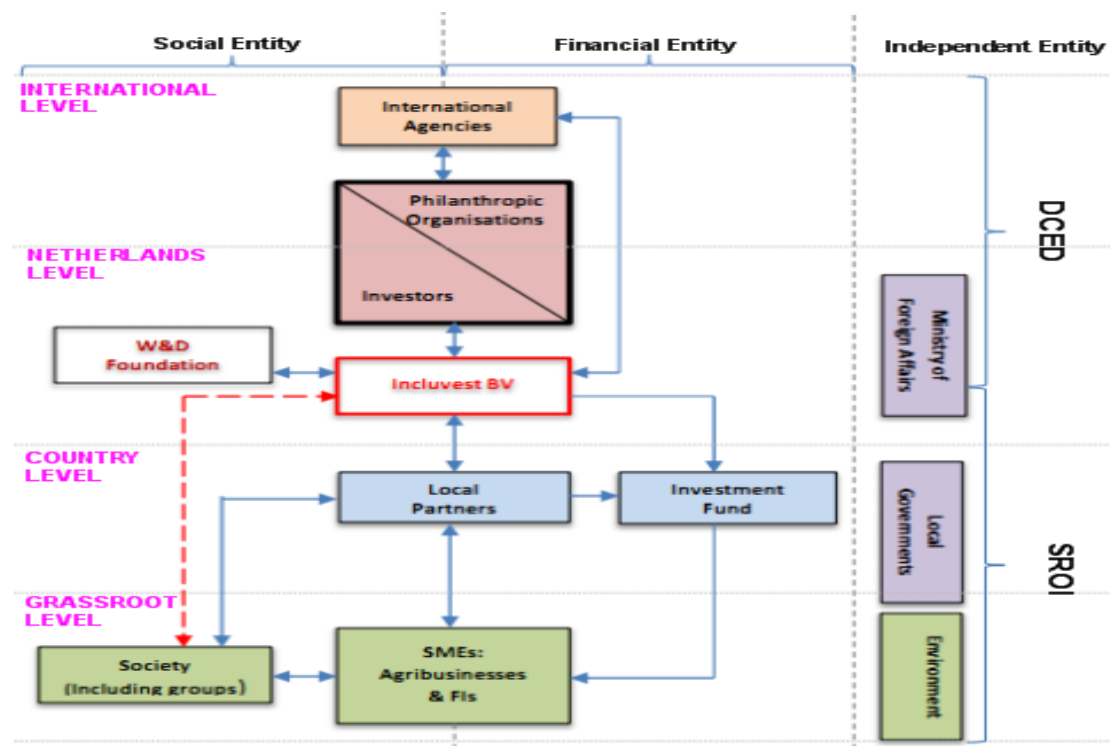 Social Entity
Financial Entity
Independent Entity
INTERNATIONAL
LEVEL
International
Agencies
Philanthropic
Organisations
Investors
DCED
NETHERLANDS
LEVEL
Ministry of
Foreign Affairs
W&D
Foundation
Incluvest BV
COUNTRY
LEVEL
Local
Partners
Investment
Fund
Local
Governments
SROI
GRASSROOT
LEVEL
Society
(Including groups)
SMEs:
Agribusinesses
& FIs
Environment